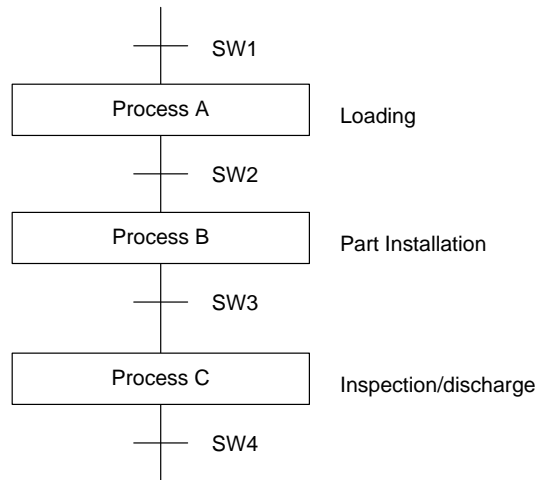 SW1
Process A
Loading
SW2
Process B
Part Installation
SW3
Process C
Inspection/discharge
SW4